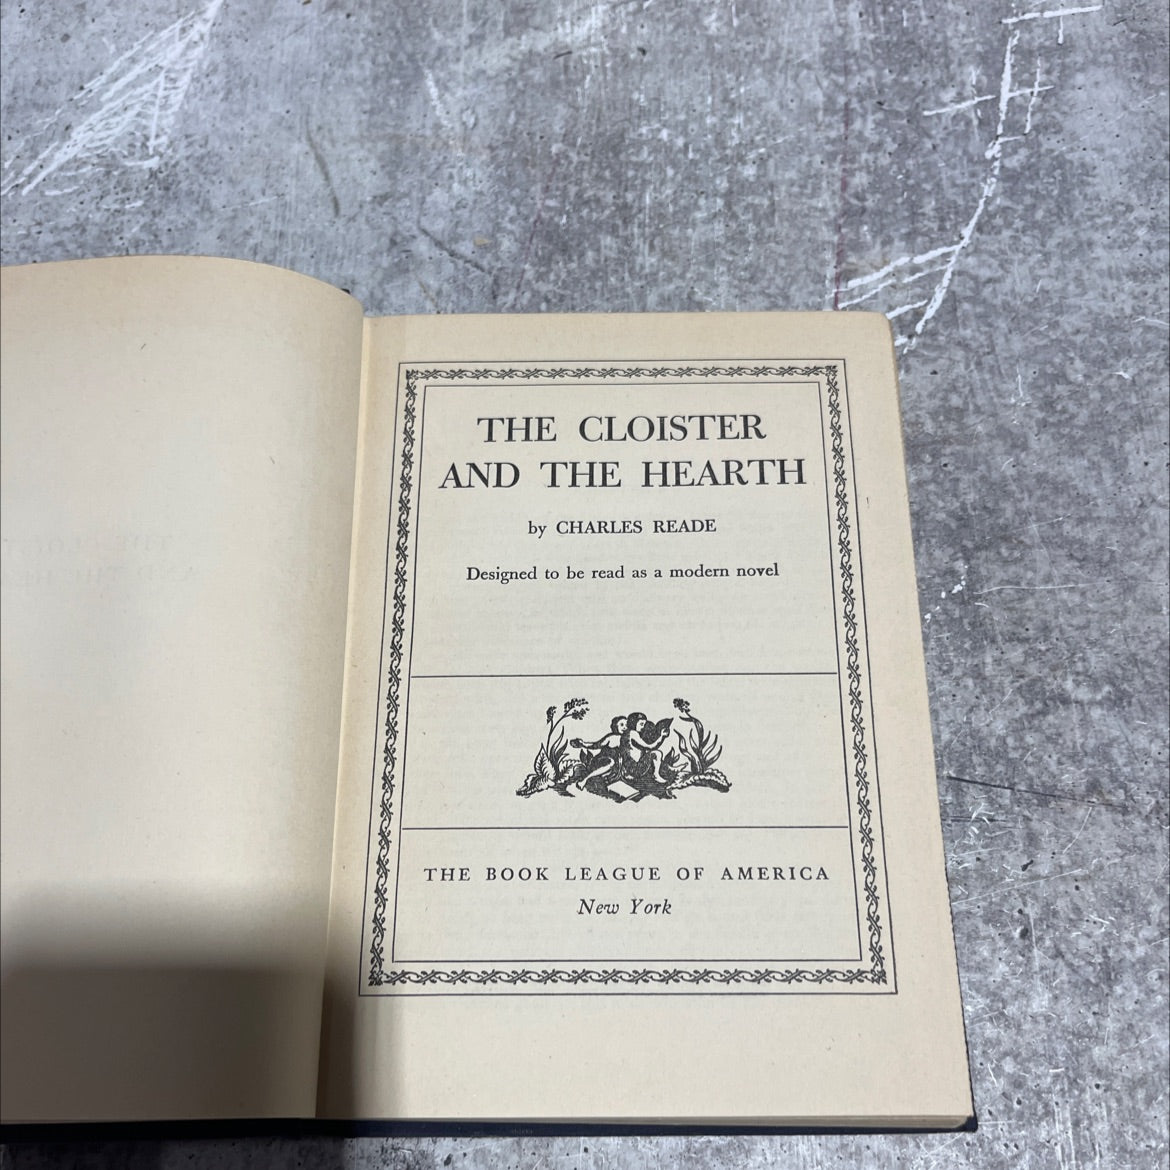 THE CLOISTER
AND THE HEARTH
by CHARLES READE
Designed to be read as a modern novel
THE BOOK LEAGUE OF AMERICA
New York